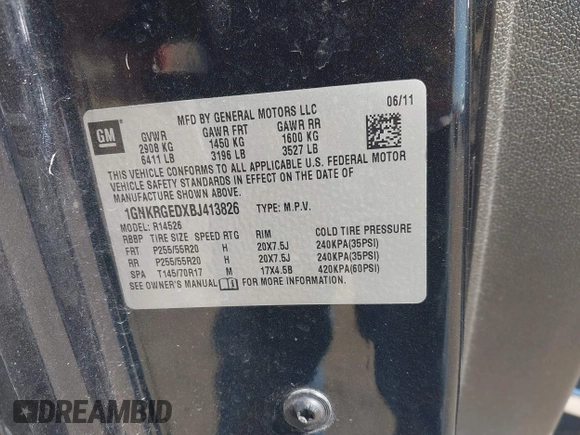 MFD BY GENERAL MOTORS LLC 06/11
GM
GVWR GAWR FRT GAWR RR
2908 KG 1450 KG 1600 KG
6411 LB 3196 LB 3527 LB
THIS VEHICLE CONFORMS TO ALL APPLICABLE U.S. FEDERAL MOTOR
VEHICLE SAFETY STANDARDS IN EFFECT ON THE DATE OF
MANUFACTURE SHOWN ABOVE.
1GNKRGEDXBJ413826 TYPE: M.P.V.
MODEL: R14526
RBBP TIRE SIZE SPEED RTG RIM COLD TIRE PRESSURE
FRT P255/55R20 H 20X7.5J 240KPA(35PSI)
RR P255/55R20 H 20X7.5J 240KPA(35PSI)
SPA T145/70R17 M 17X4.5B 420KPA(60PSI)
SEE OWNER'S MANUAL FOR MORE INFORMATION.
DREAMBID